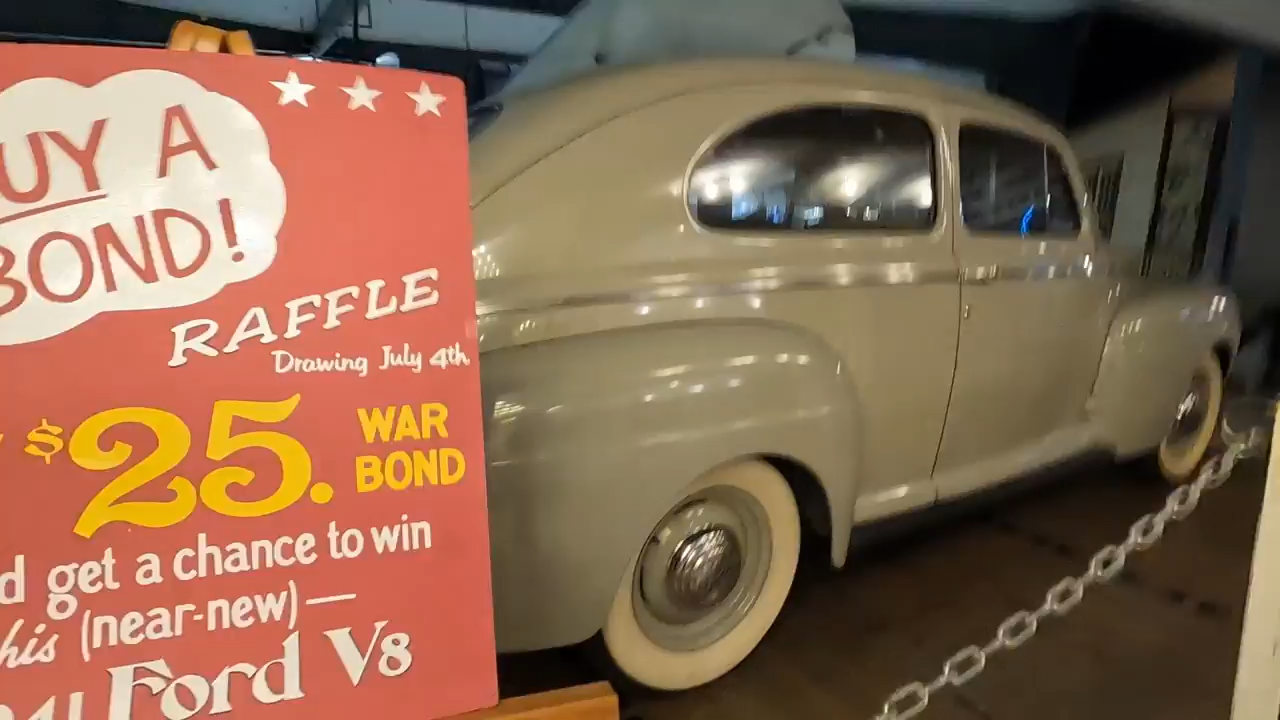 UY A
BOND!
RAFFLE
Drawing July 4th
$25. WAR BOND
d get a chance to win
his (near-new) —
Ford V8